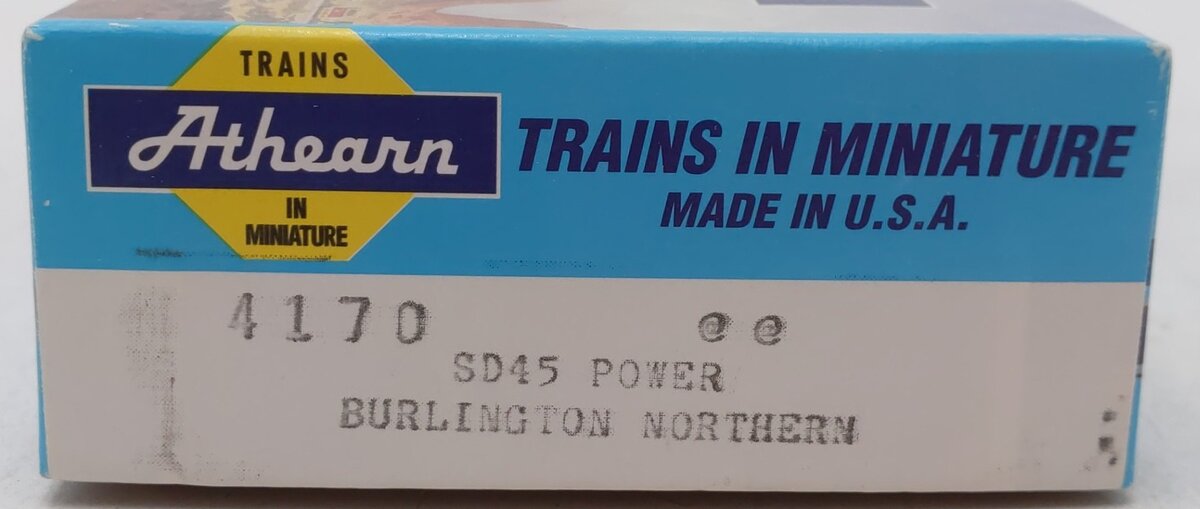 TRAINS
Athearn
IN
MINIATURE
TRAINS IN MINIATURE
MADE IN U.S.A.
4170 @ @
SD45 POWER
BURLINGTON NORTHERN